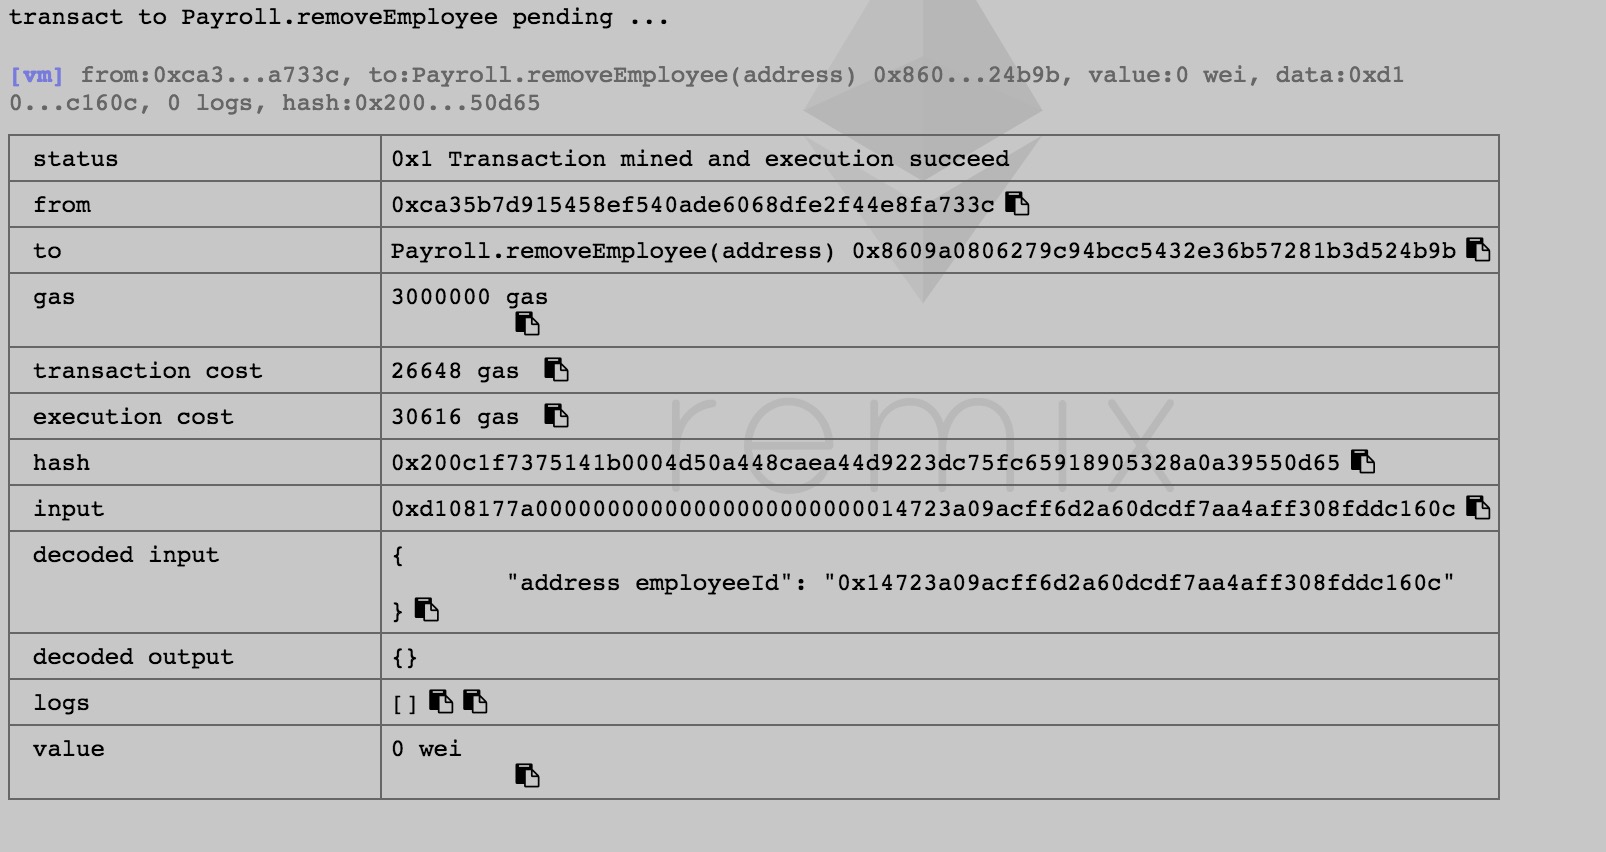 transact to Payroll.removeEmployee pending ...
[vm] from:0xca3...a733c, to:Payroll.removeEmployee(address) 0x860...24b9b, value:0 wei, data:0xd1
0...c160c, 0 logs, hash:0x200...50d65
status 0x1 Transaction mined and execution succeed
from 0xca35b7d915458ef540ade6068dfe2f44e8fa733c
to Payroll.removeEmployee(address) 0x8609a0806279c94bcc5432e36b57281b3d524b9b
gas 3000000 gas
transaction cost 26648 gas
execution cost 30616 gas
remix
hash 0x200c1f7375141b0004d50a448caea44d9223dc75fc65918905328a0a39550d65
input 0xd108177a00000000000000000000000014723a09acff6d2a60dcdf7aa4aff308fddc160c
decoded input {
"address employeeId": "0x14723a09acff6d2a60dcdf7aa4aff308fddc160c"
}
decoded output {}
logs []
value 0 wei